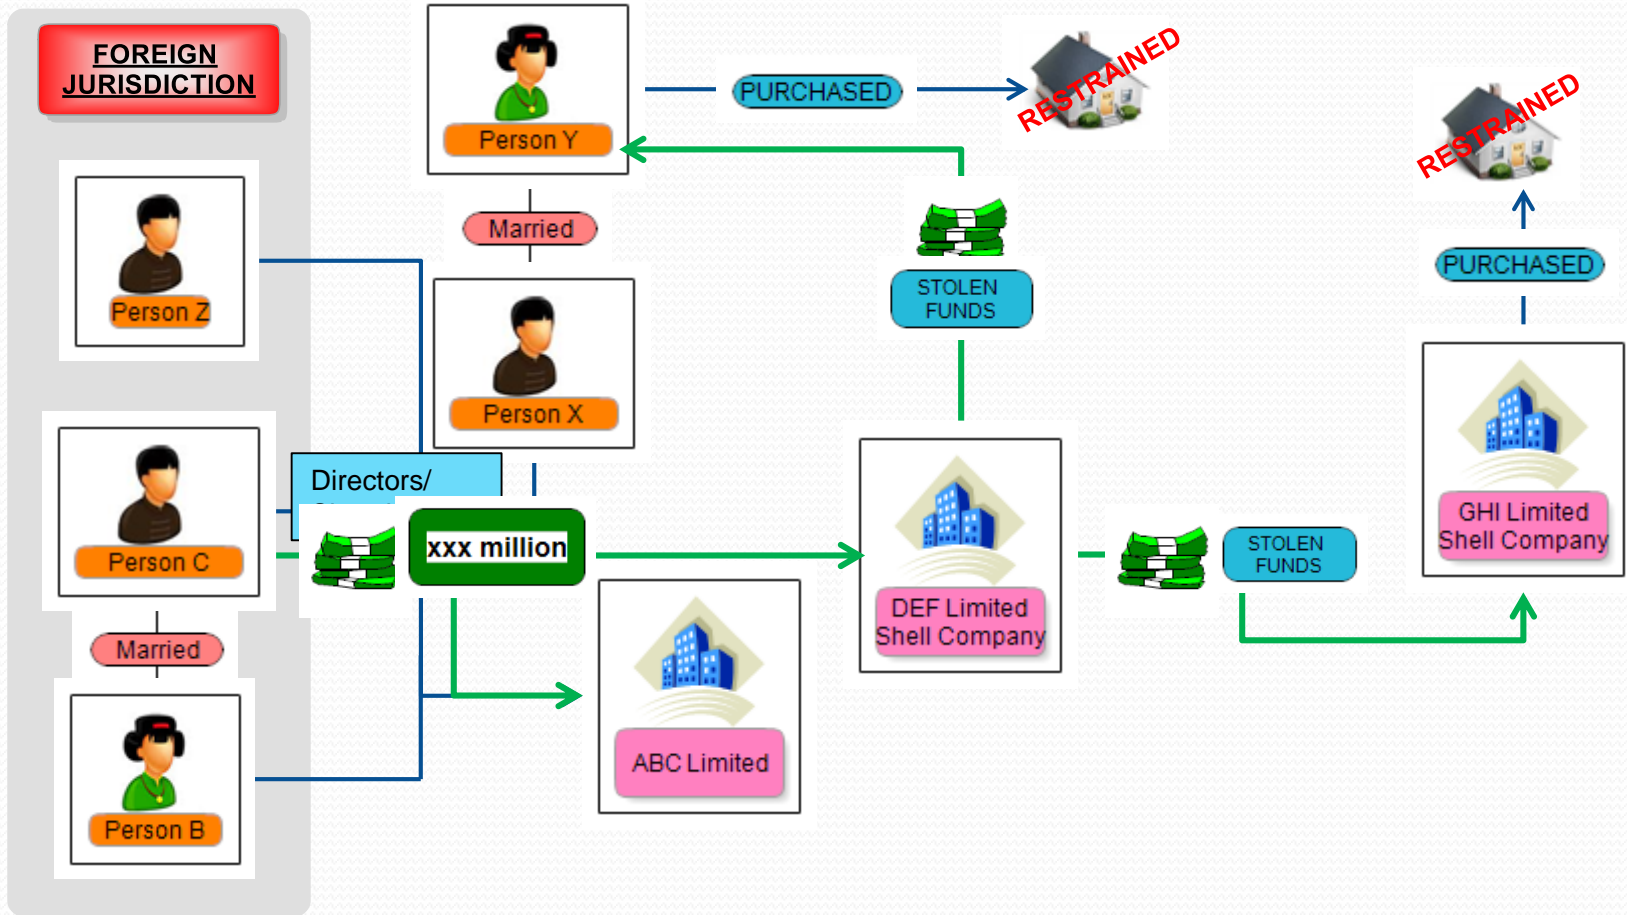 FOREIGN
JURISDICTION
Person Y
PURCHASED
RESTRAINED
RESTRAINED
Married
Person Z
STOLEN
FUNDS
PURCHASED
Person X
Directors/
xxx million
Person C
GHI Limited
Shell Company
STOLEN
FUNDS
DEF Limited
Shell Company
Married
ABC Limited
Person B